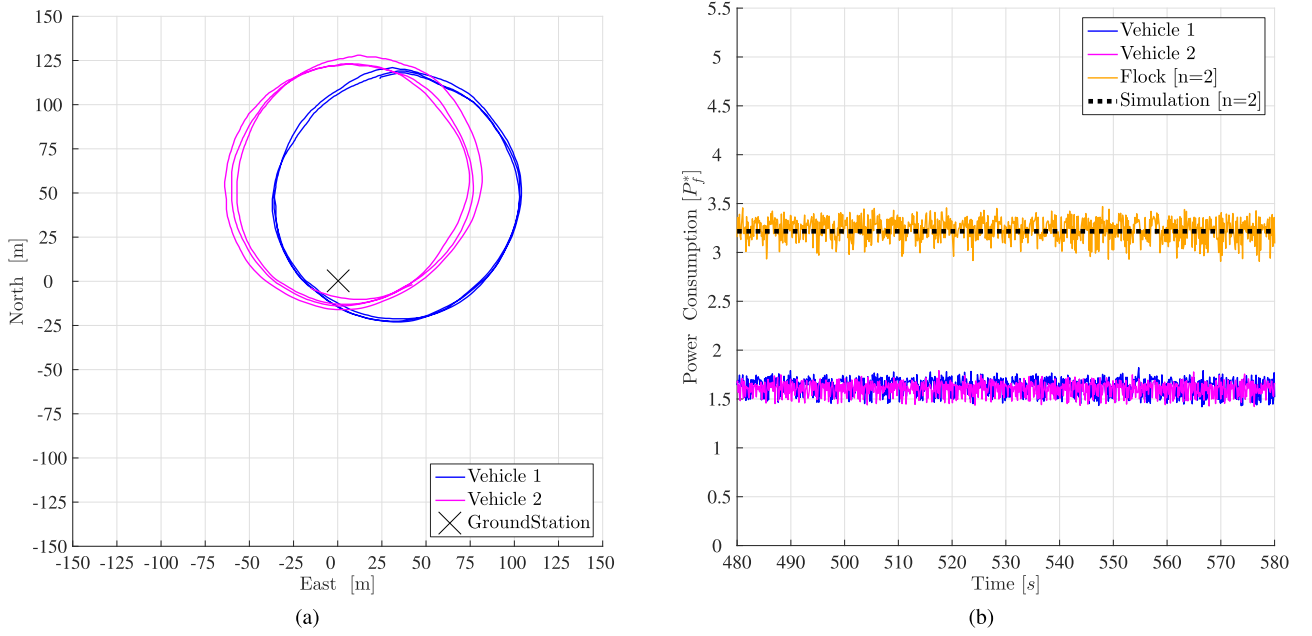 150
125
100
75
50
25
0
-25
-50
-75
-100
-125
-150
North [m]
-150 -125 -100 -75 -50 -25 0 25 50 75 100 125 150
East [m]
Vehicle 1
Vehicle 2
GroundStation
(a)
5.5
5
4.5
4
3.5
3
2.5
2
1.5
1
0.5
0
Power Consumption [P*f]
480 490 500 510 520 530 540 550 560 570 580
Time [s]
Vehicle 1
Vehicle 2
Flock [n=2]
Simulation [n=2]
(b)